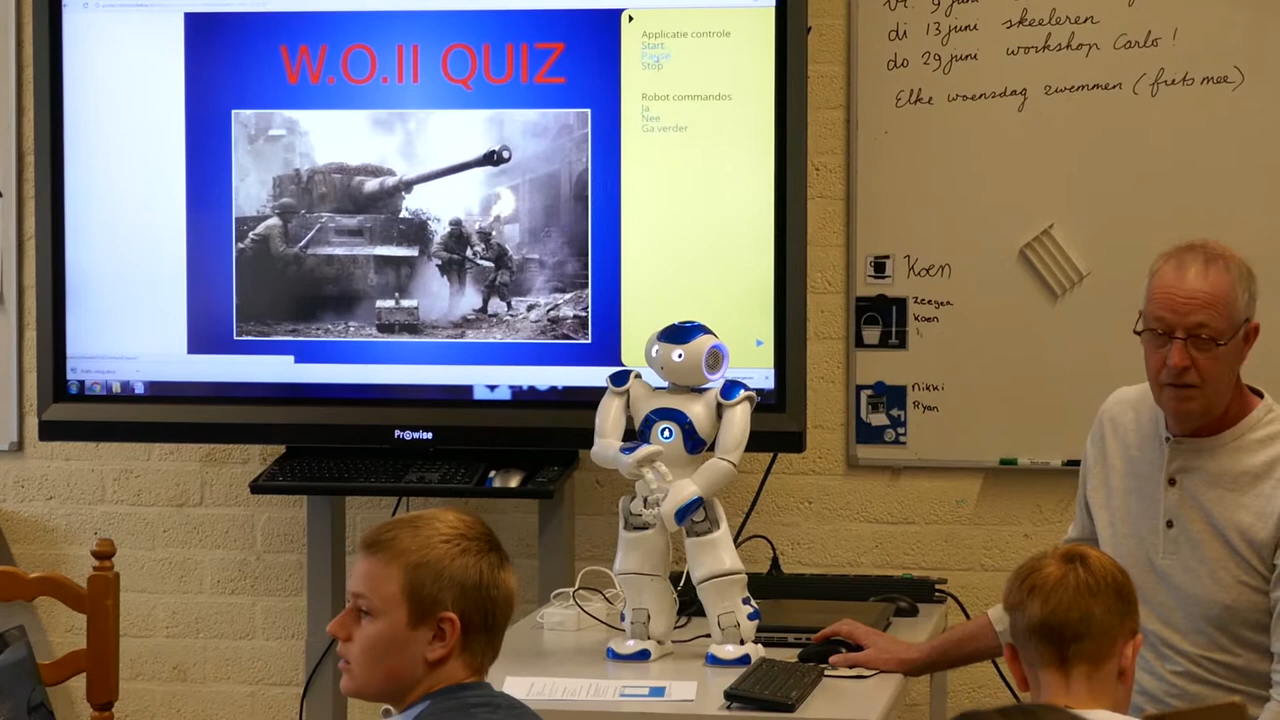 W.O.II QUIZ
Applicatie controle
Start
Pauze
Stop
Robot commandos
Ja
Nee
Ga verder
Prowise
di 13 juni skeeleren
do 29 juni workshop Carlo !
Elke woensdag zwemmen (fiets mee)
Koen
Zeegea
Koen
Nikki
Ryan